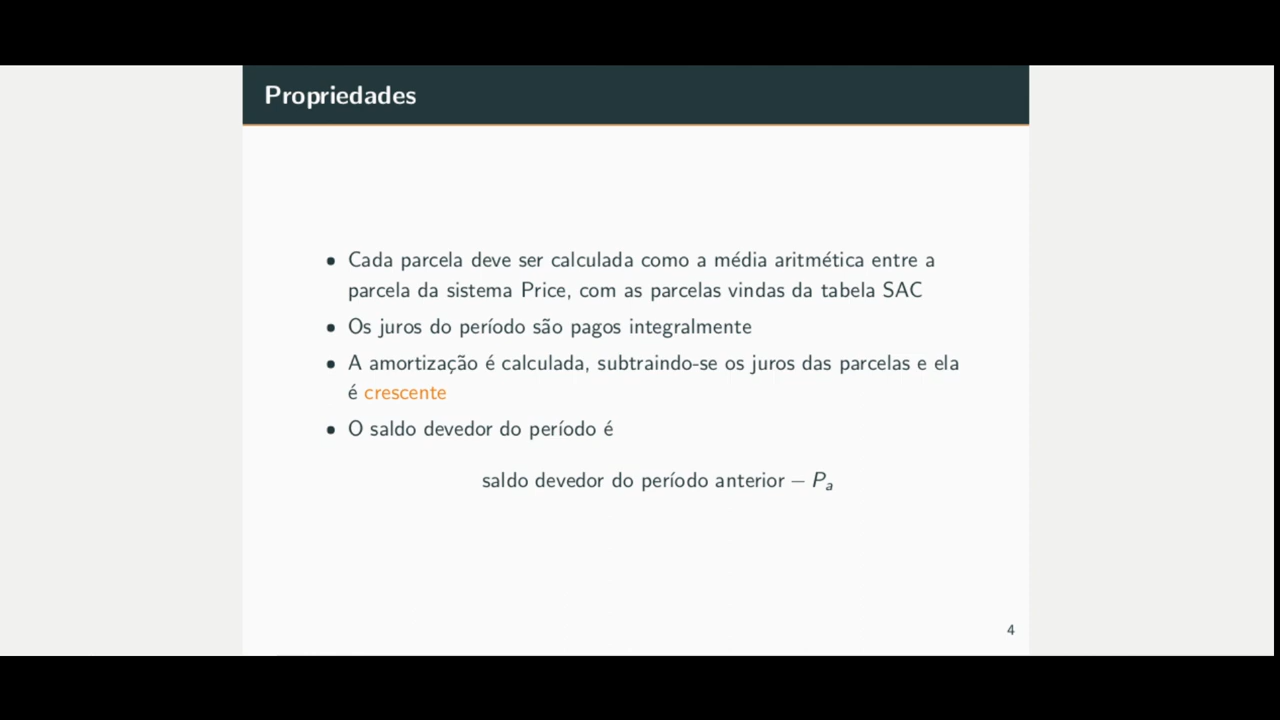 Propriedades
• Cada parcela deve ser calculada como a média aritmética entre a
parcela da sistema Price, com as parcelas vindas da tabela SAC
• Os juros do período são pagos integralmente
• A amortização é calculada, subtraindo-se os juros das parcelas e ela
é crescente
• O saldo devedor do período é
saldo devedor do período anterior − Pa
4